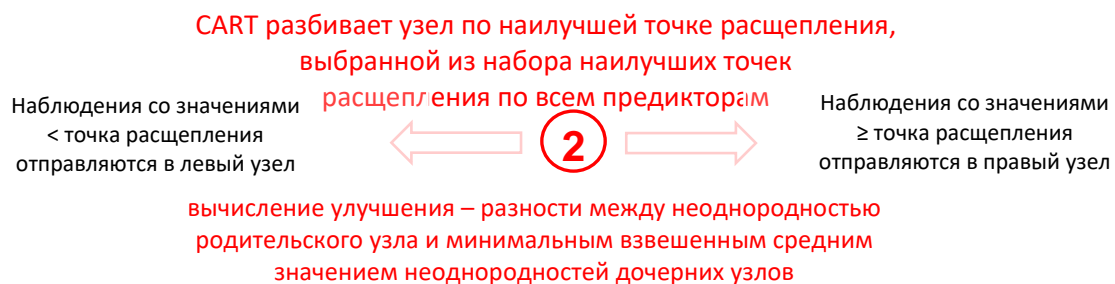 CART разбивает узел по наилучшей точке расщепления,
выбранной из набора наилучших точек
расщепления по всем предикторам
Наблюдения со значениями
< точка расщепления
отправляются в левый узел
2
Наблюдения со значениями
≥ точка расщепления
отправляются в правый узел
вычисление улучшения – разности между неоднородностью
родительского узла и минимальным взвешенным средним
значением неоднородностей дочерних узлов